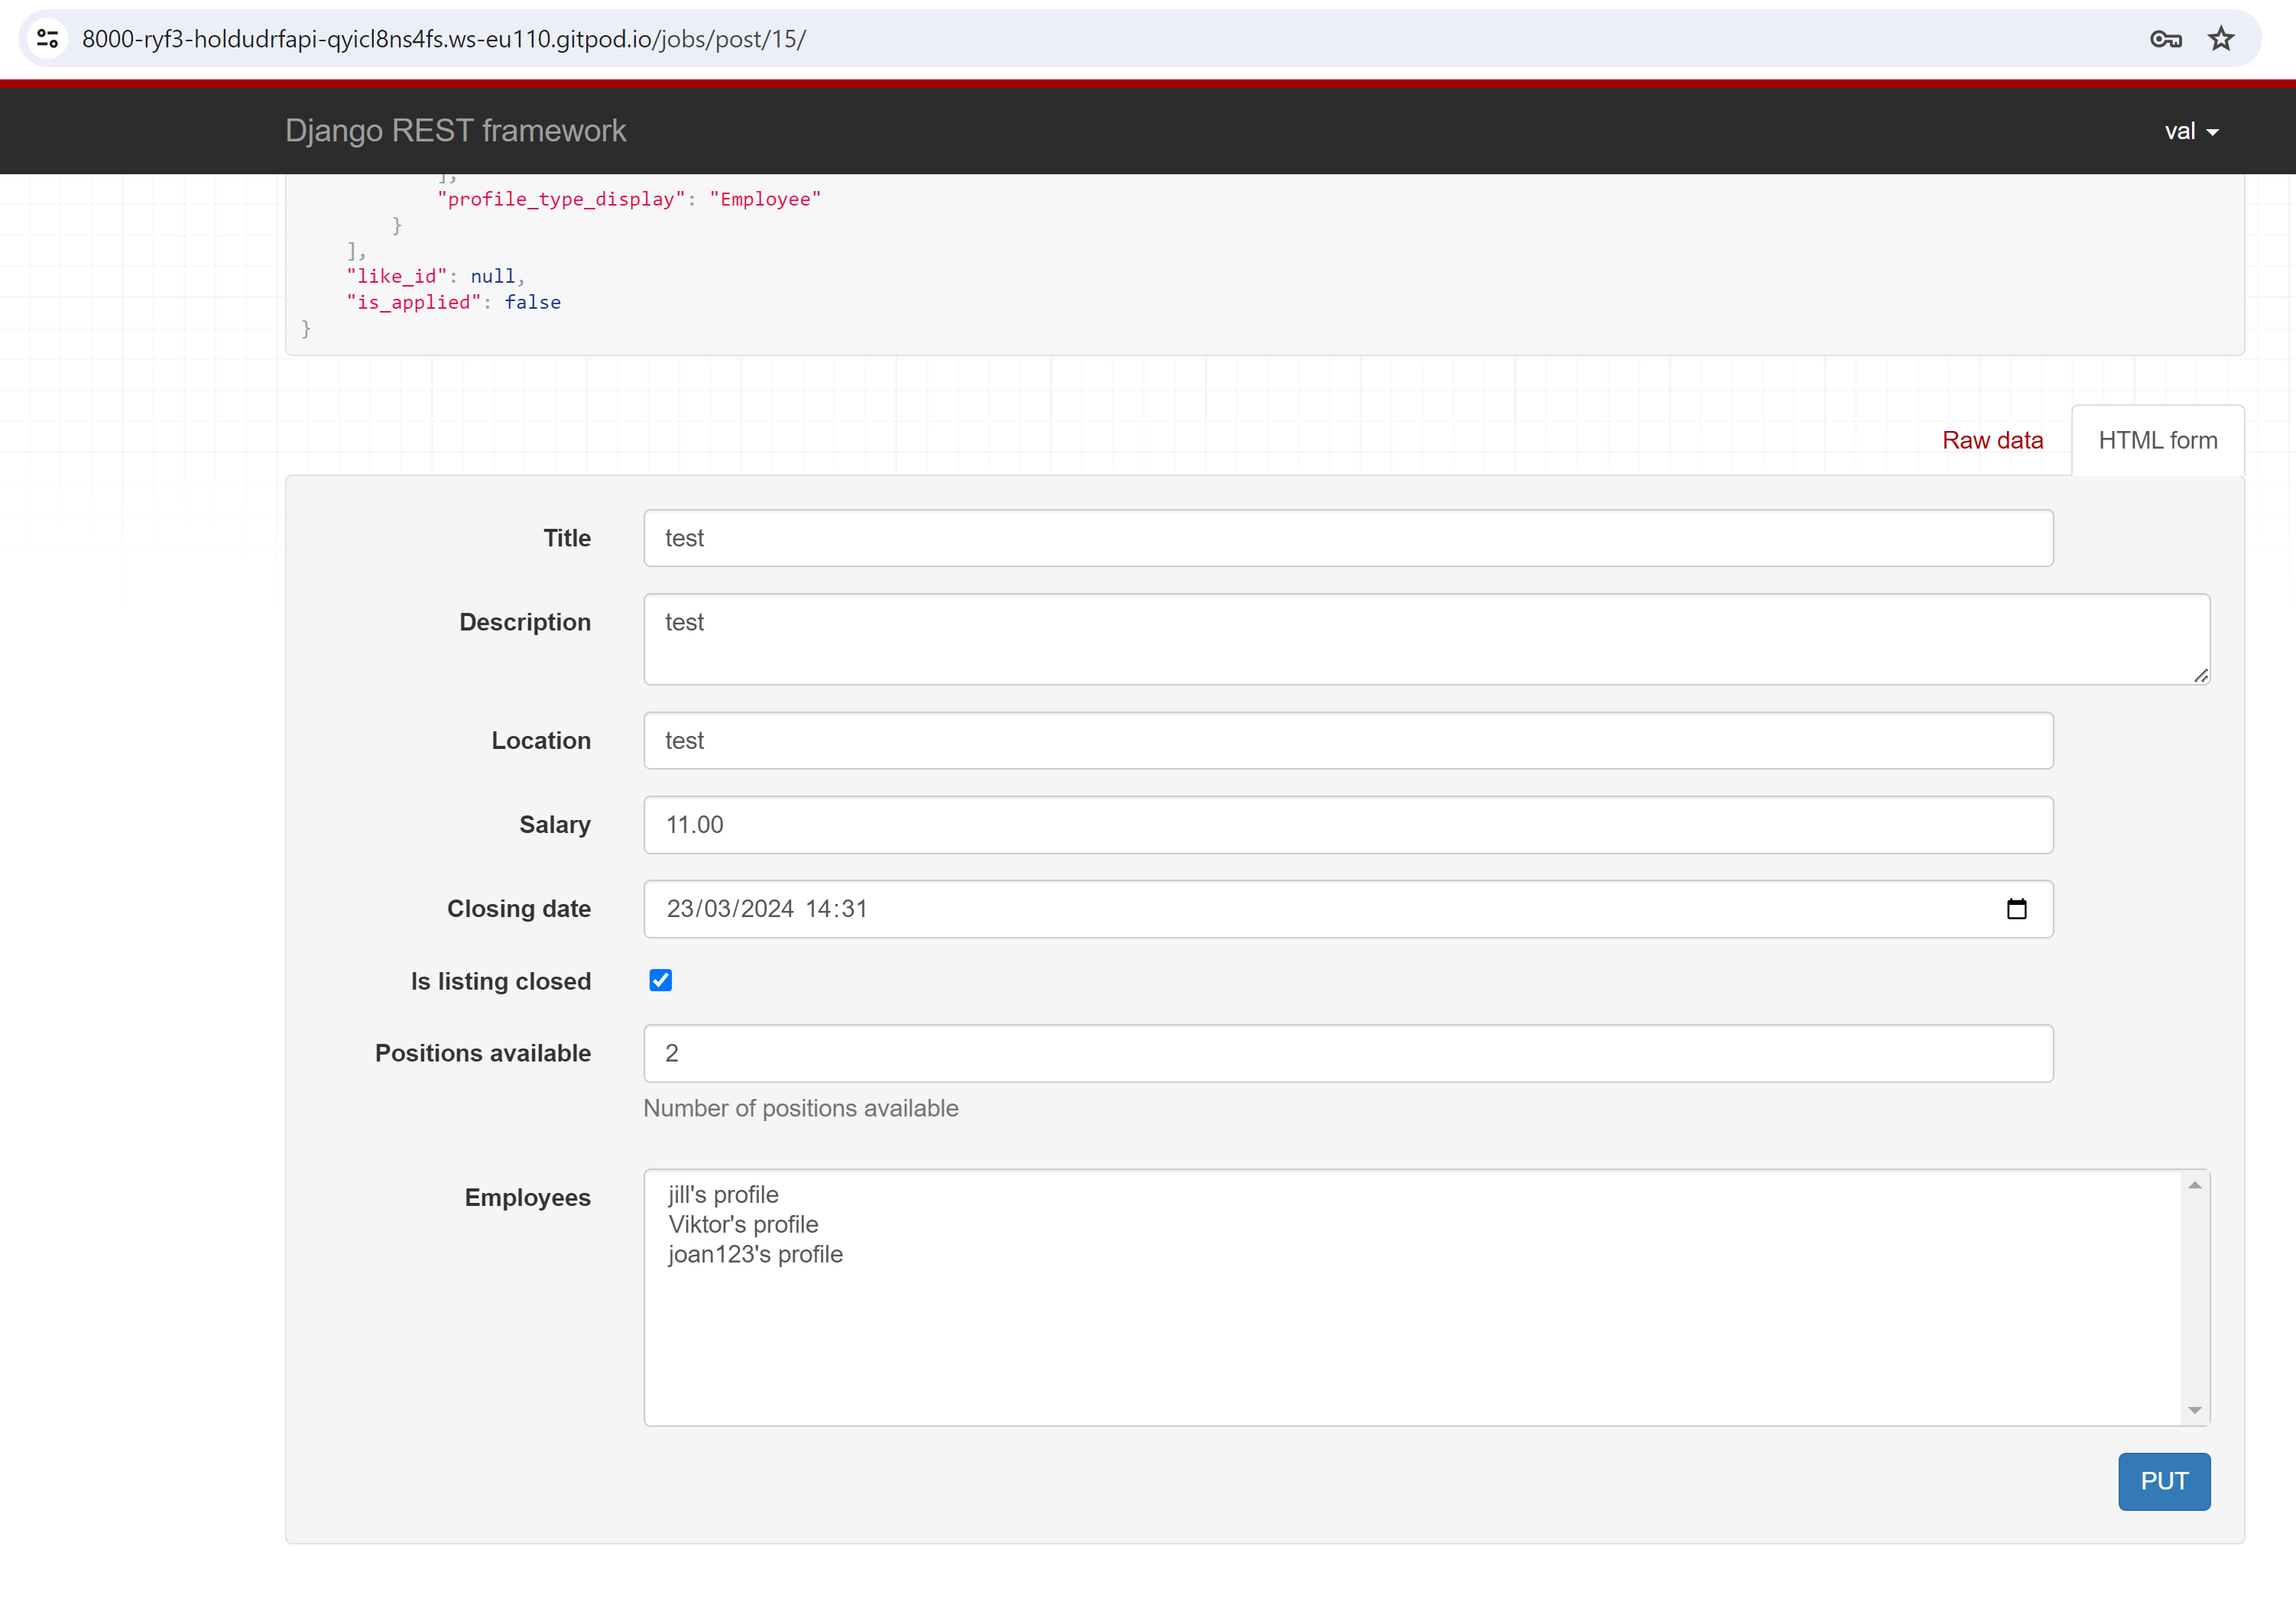 8000-ryf3-holdudrfapi-qyicl8ns4fs.ws-eu110.gitpod.io/jobs/post/15/
Django REST framework
val
],
"profile_type_display": "Employee"
}
],
"like_id": null,
"is_applied": false
}
Raw data
HTML form
Title
test
Description
test
Location
test
Salary
11.00
Closing date
23/03/2024 14:31
Is listing closed
Positions available
2
Number of positions available
Employees
jill's profile
Viktor's profile
joan123's profile
PUT